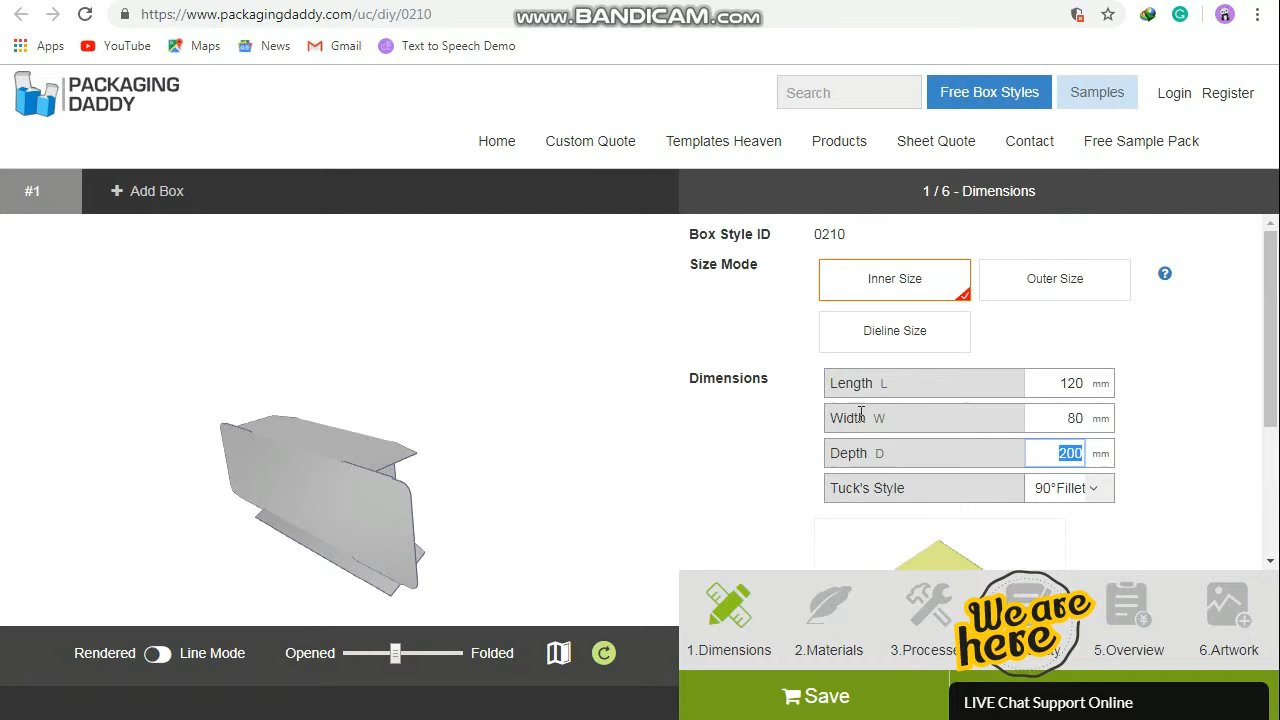 https://www.packagingdaddy.com/uc/diy/0210
www.BANDICAM.com
Apps YouTube Maps News Gmail Text to Speech Demo
PACKAGING DADDY
Search
Free Box Styles
Samples
Login Register
Home Custom Quote Templates Heaven Products Sheet Quote Contact Free Sample Pack
#1 + Add Box
1 / 6 - Dimensions
Box Style ID 0210
Size Mode
Inner Size
Outer Size
?
Dieline Size
Dimensions
Length L 120 mm
Width W 80 mm
Depth D 200 mm
Tuck's Style 90°Fillet
We are here
Rendered Line Mode Opened Folded
1.Dimensions 2.Materials 3.Processe 5.Overview 6.Artwork
Save
LIVE Chat Support Online